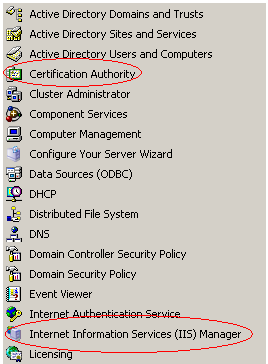 Active Directory Domains and Trusts
Active Directory Sites and Services
Active Directory Users and Computers
Certification Authority
Cluster Administrator
Component Services
Computer Management
Configure Your Server Wizard
Data Sources (ODBC)
DHCP
Distributed File System
DNS
Domain Controller Security Policy
Domain Security Policy
Event Viewer
Internet Authentication Service
Internet Information Services (IIS) Manager
Licensing